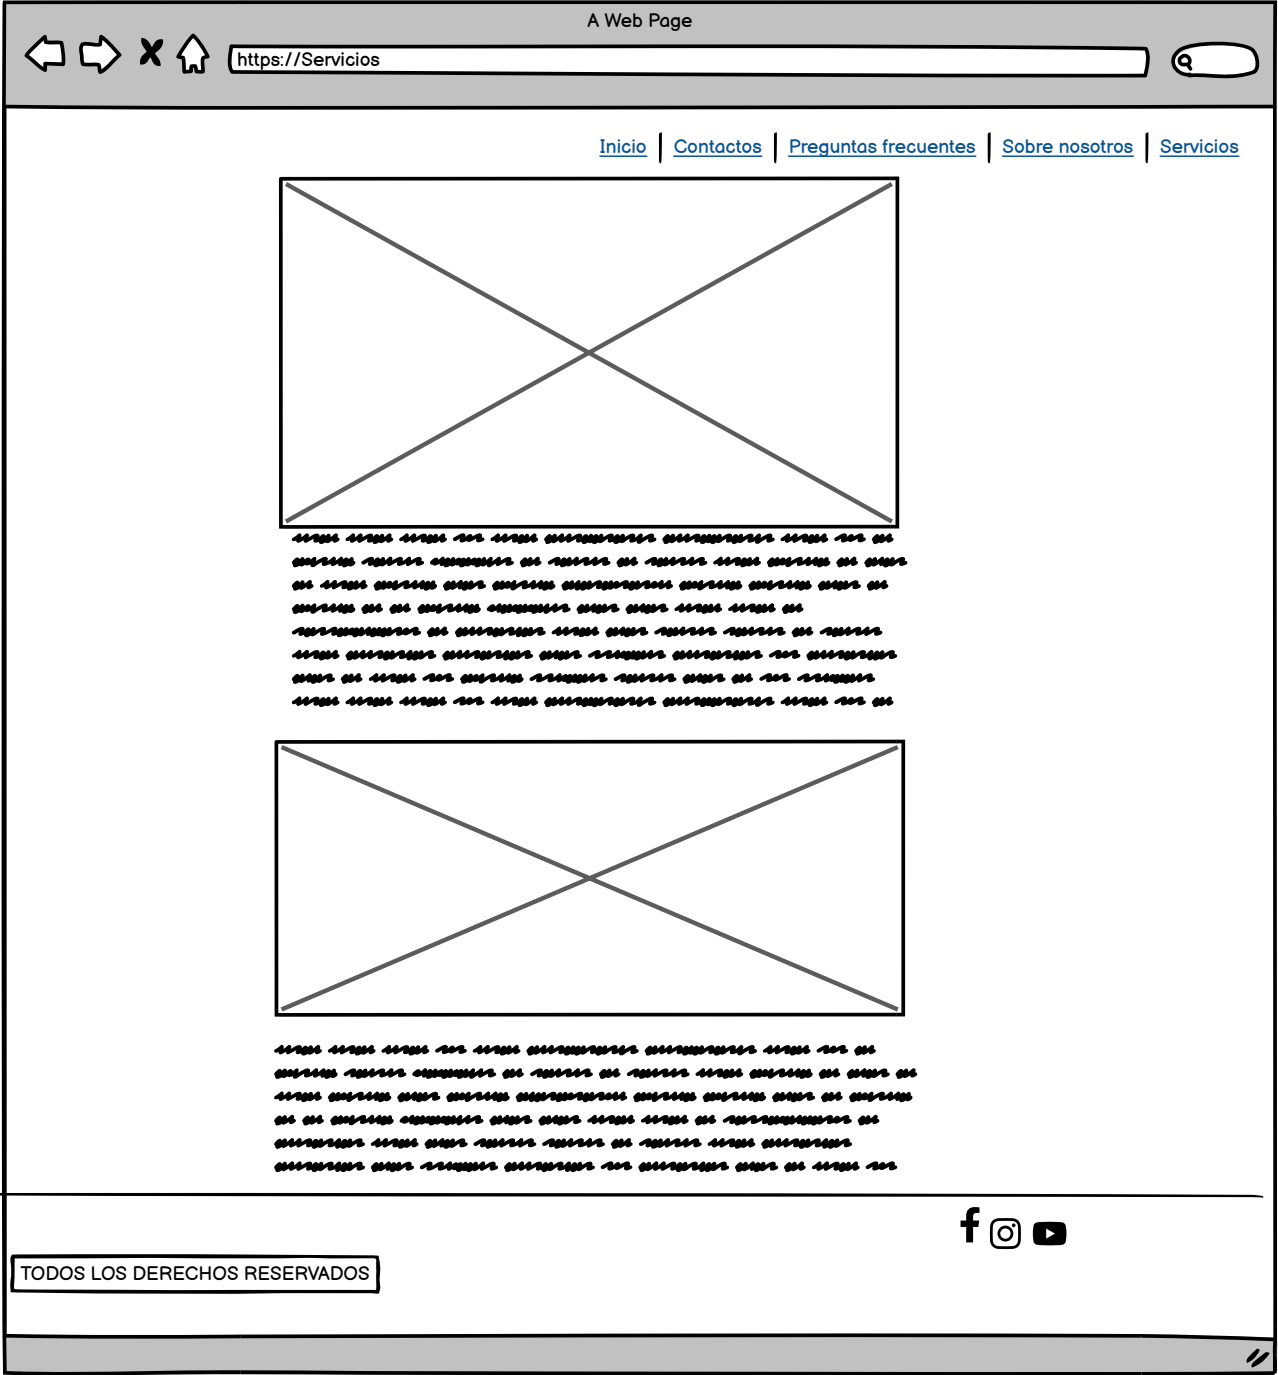 A Web Page
https://Servicios
Inicio | Contactos | Preguntas frecuentes | Sobre nosotros | Servicios
TODOS LOS DERECHOS RESERVADOS